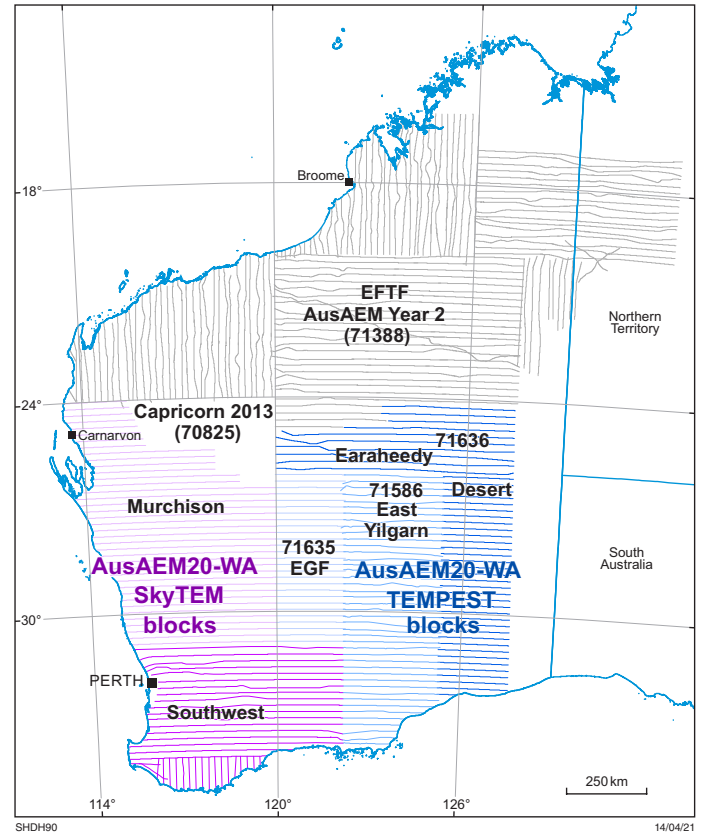 Broome
-18°
EFTF
AusAEM Year 2
(71388)
Northern
Territory
-24°
Capricorn 2013
(70825)
Carnarvon
71636
Earaheedy
71586
Desert
East
Yilgarn
Murchison
71635
EGF
South
Australia
AusAEM20-WA
SkyTEM
blocks
AusAEM20-WA
TEMPEST
blocks
-30°
PERTH
Southwest
250 km
114°
120°
126°
SHDH90
14/04/21